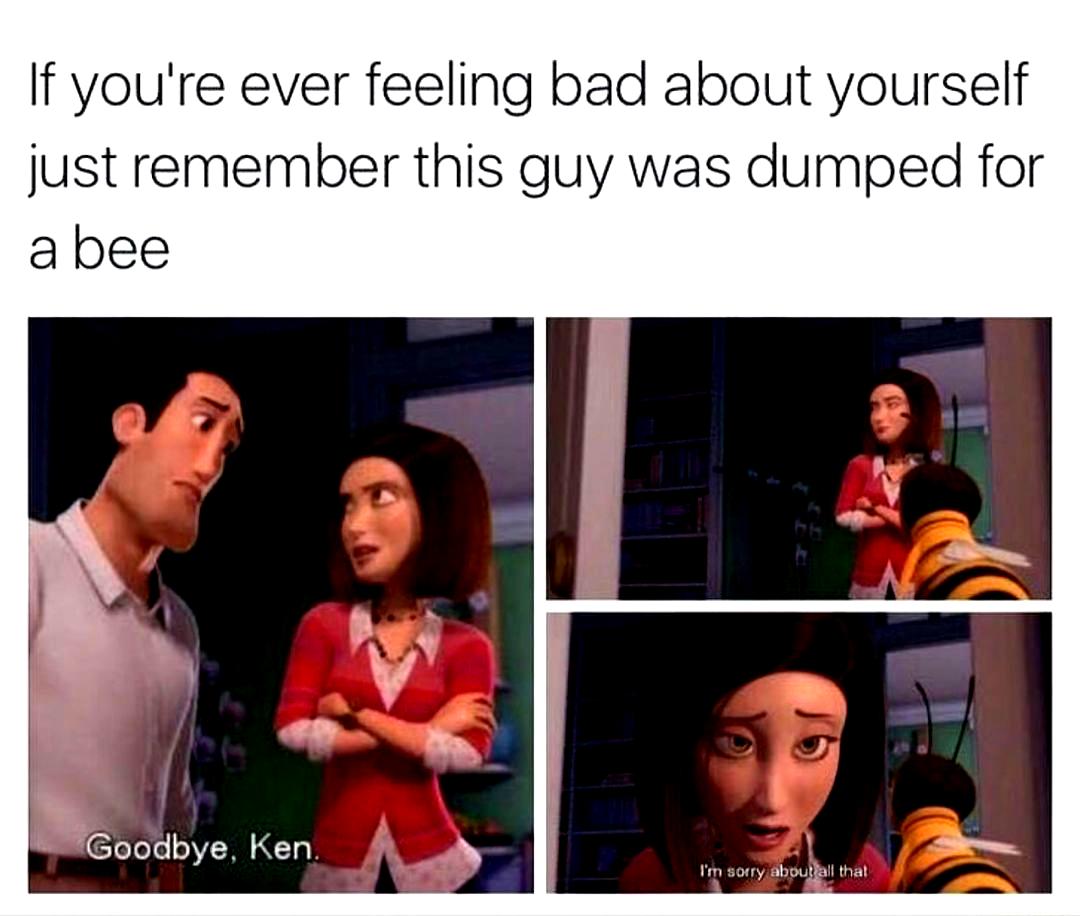 If you're ever feeling bad about yourself
just remember this guy was dumped for
a bee
Goodbye, Ken.
I'm sorry about all that